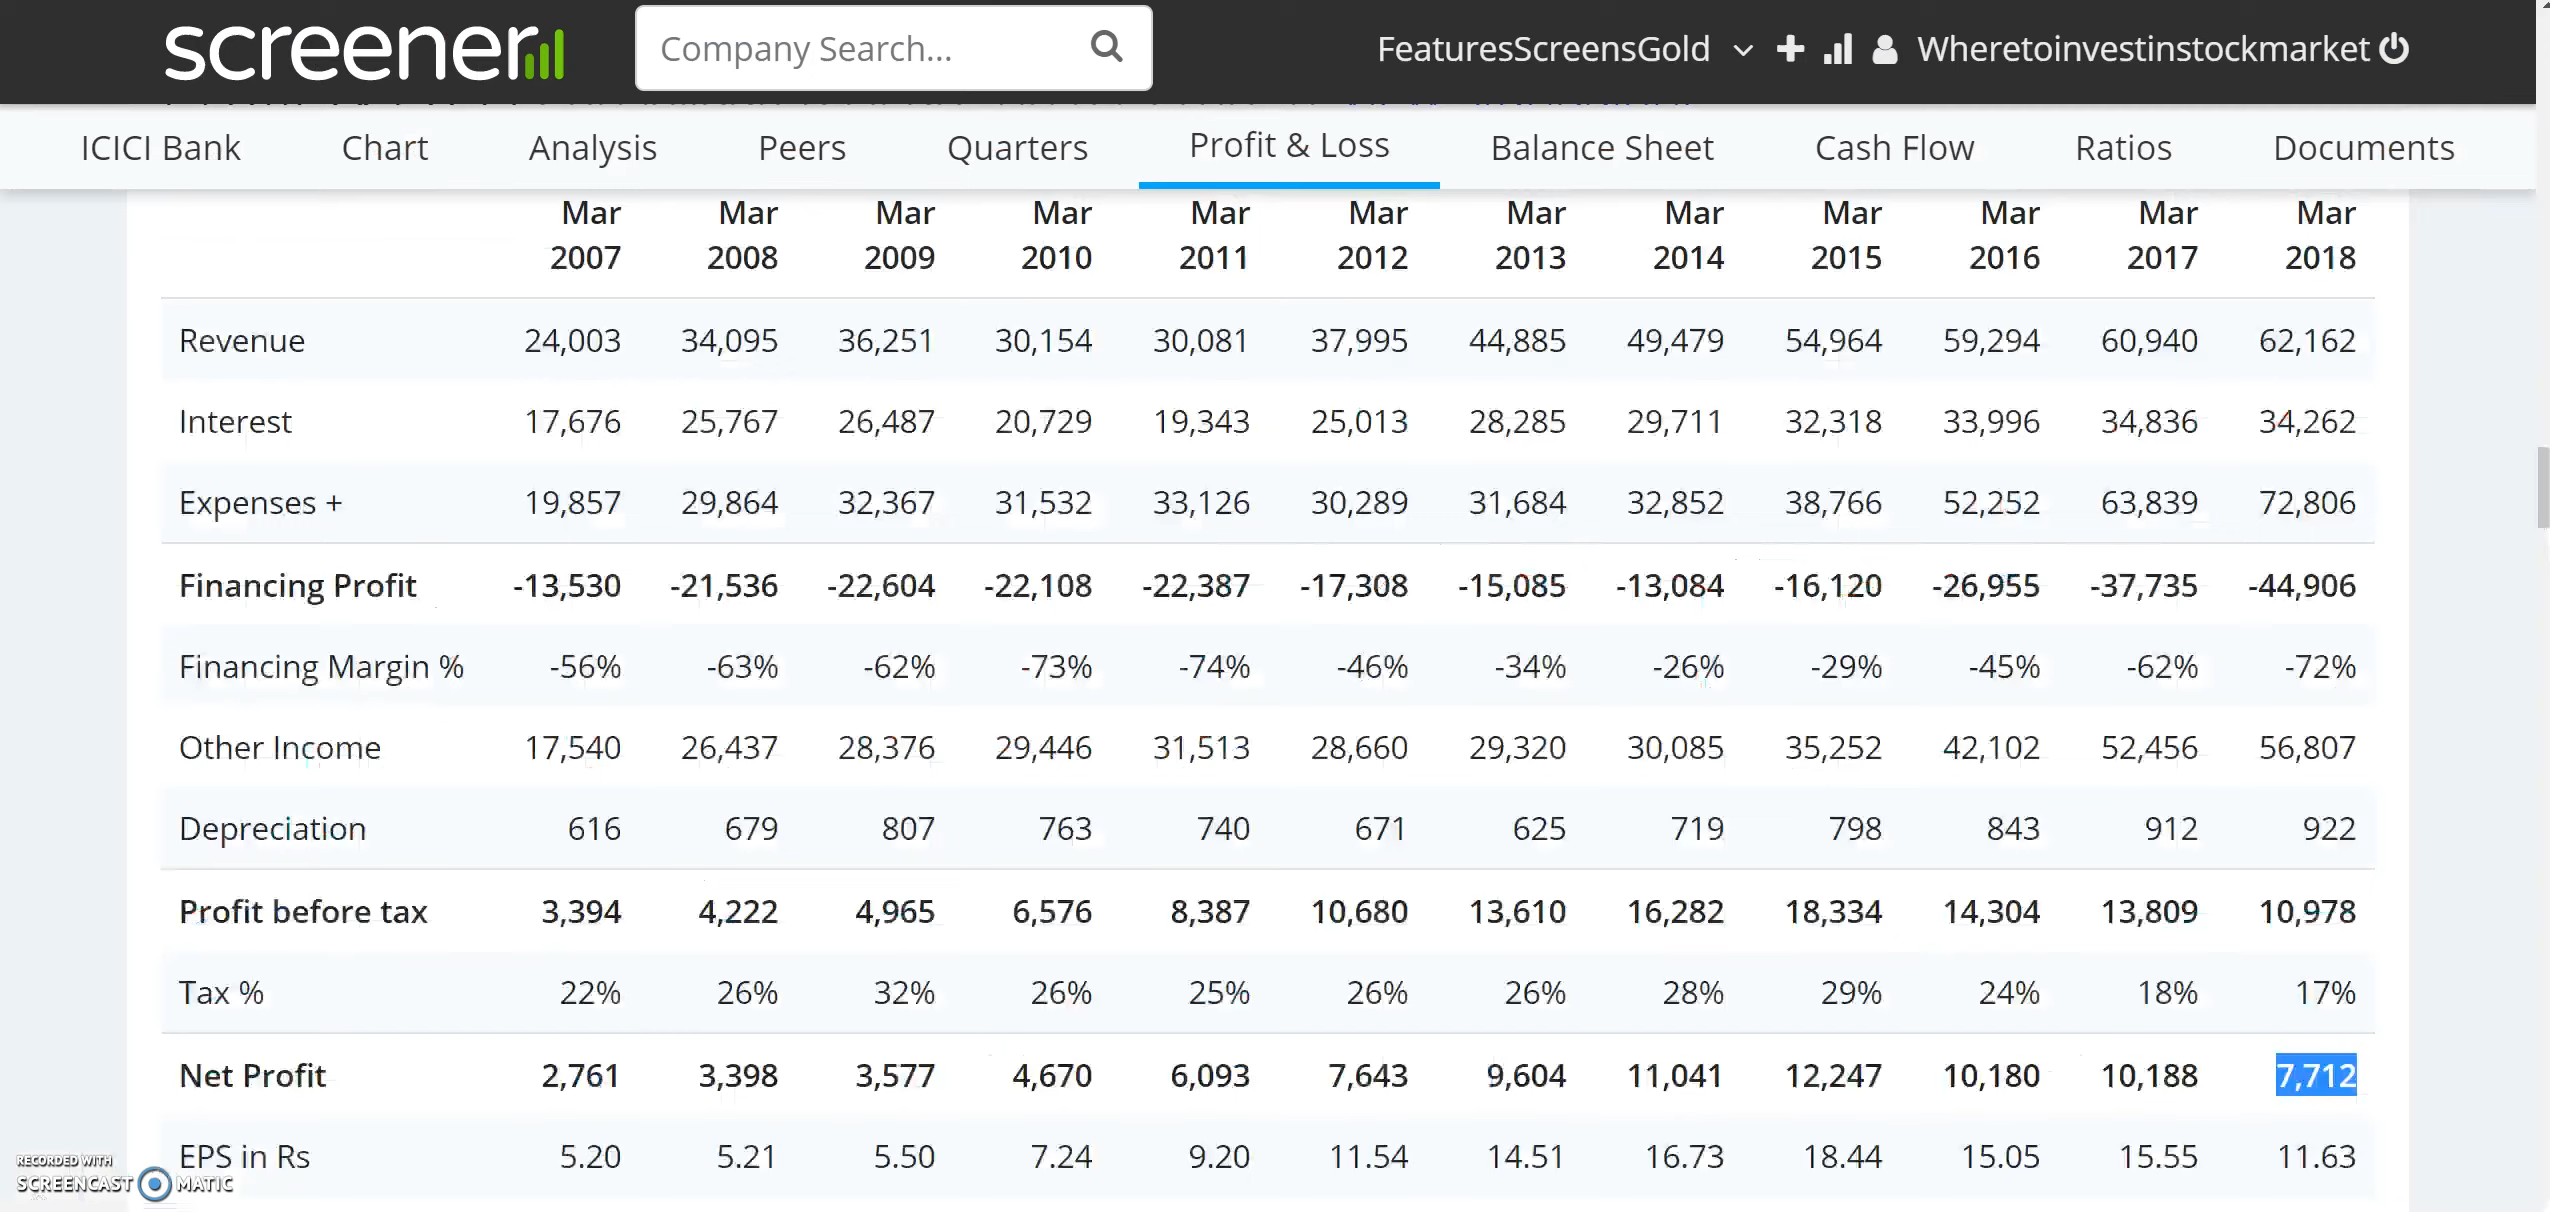 screener
Company Search...
FeaturesScreensGold
Wheretoinvestinstockmarket
ICICI Bank Chart Analysis Peers Quarters Profit & Loss Balance Sheet Cash Flow Ratios Documents
Mar 2007 Mar 2008 Mar 2009 Mar 2010 Mar 2011 Mar 2012 Mar 2013 Mar 2014 Mar 2015 Mar 2016 Mar 2017 Mar 2018
Revenue 24,003 34,095 36,251 30,154 30,081 37,995 44,885 49,479 54,964 59,294 60,940 62,162
Interest 17,676 25,767 26,487 20,729 19,343 25,013 28,285 29,711 32,318 33,996 34,836 34,262
Expenses + 19,857 29,864 32,367 31,532 33,126 30,289 31,684 32,852 38,766 52,252 63,839 72,806
Financing Profit -13,530 -21,536 -22,604 -22,108 -22,387 -17,308 -15,085 -13,084 -16,120 -26,955 -37,735 -44,906
Financing Margin % -56% -63% -62% -73% -74% -46% -34% -26% -29% -45% -62% -72%
Other Income 17,540 26,437 28,376 29,446 31,513 28,660 29,320 30,085 35,252 42,102 52,456 56,807
Depreciation 616 679 807 763 740 671 625 719 798 843 912 922
Profit before tax 3,394 4,222 4,965 6,576 8,387 10,680 13,610 16,282 18,334 14,304 13,809 10,978
Tax % 22% 26% 32% 26% 25% 26% 26% 28% 29% 24% 18% 17%
Net Profit 2,761 3,398 3,577 4,670 6,093 7,643 9,604 11,041 12,247 10,180 10,188 7,712
EPS in Rs 5.20 5.21 5.50 7.24 9.20 11.54 14.51 16.73 18.44 15.05 15.55 11.63
RECORDED WITH
SCREENCAST MATIC